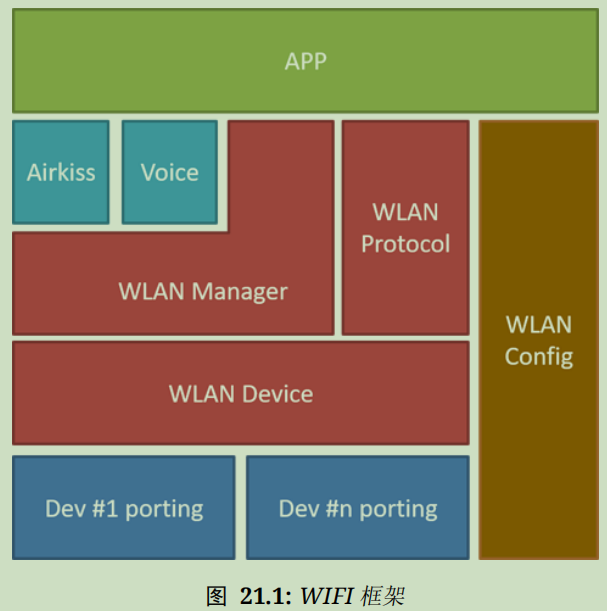 APP
Airkiss
Voice
WLAN
Protocol
WLAN Manager
WLAN
Config
WLAN Device
Dev #1 porting
Dev #n porting
图 21.1: WIFI 框架